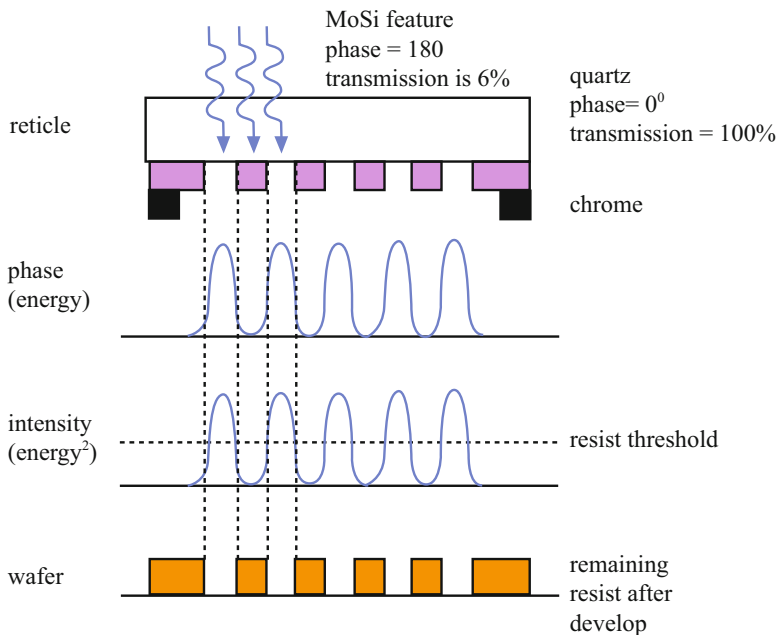 MoSi feature
phase = 180
transmission is 6%
quartz
phase= 0⁰
transmission = 100%
reticle
chrome
phase
(energy)
intensity
(energy²)
resist threshold
wafer
remaining
resist after
develop